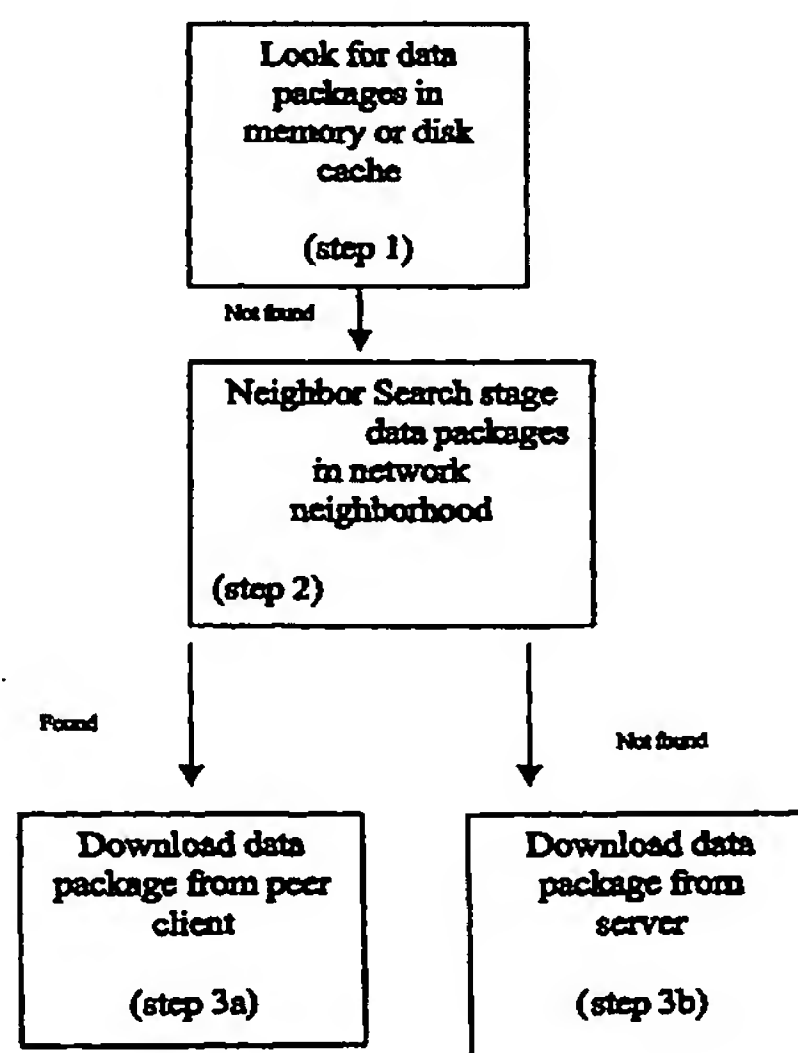 Look for data
packages in
memory or disk
cache
(step 1)
Not found
Neighbor Search stage
data packages
in network
neighborhood
(step 2)
Found
Not found
Download data
package from peer
client
(step 3a)
Download data
package from
server
(step 3b)